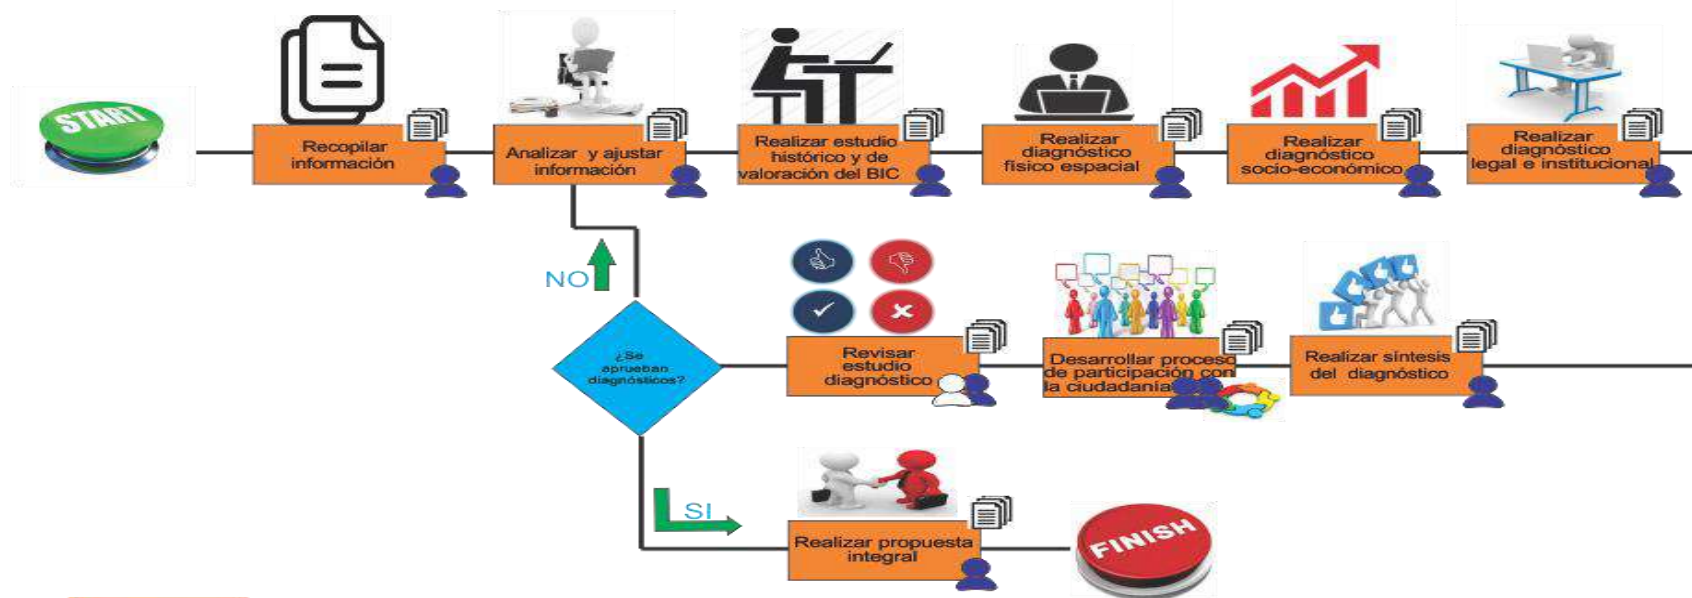 START
Recopilar
información
Analizar y ajustar
información
Realizar estudio
histórico y de
valoración del BIC
Realizar
diagnóstico
físico espacial
Realizar
diagnóstico
socio-económico
Realizar
diagnóstico
legal e institucional
NO
¿Se
aprueban
diagnósticos?
Revisar
estudio
diagnóstico
Desarrollar proceso
de participación con
la ciudadanía
Realizar síntesis
del diagnóstico
SI
Realizar propuesta
integral
FINISH